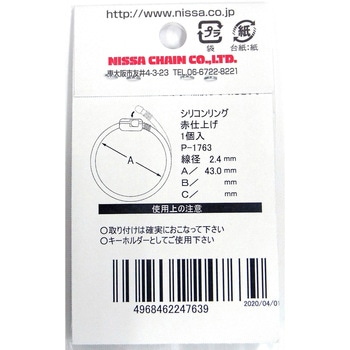 http://www.nissa.co.jp
プラ
袋
台紙:紙
NISSA CHAIN CO.,LTD.
東大阪市友井4-3-23 TEL.06-6722-8221
シリコンリング
赤仕上げ
1個入
P-1763
線径 2.4 mm
A/ 43.0 mm
B/ mm
C/ mm
A
使用上の注意
○取り付けは確実におこなって下さい
○キーホルダーとしてご使用下さい
4968462247639
2020/04/01